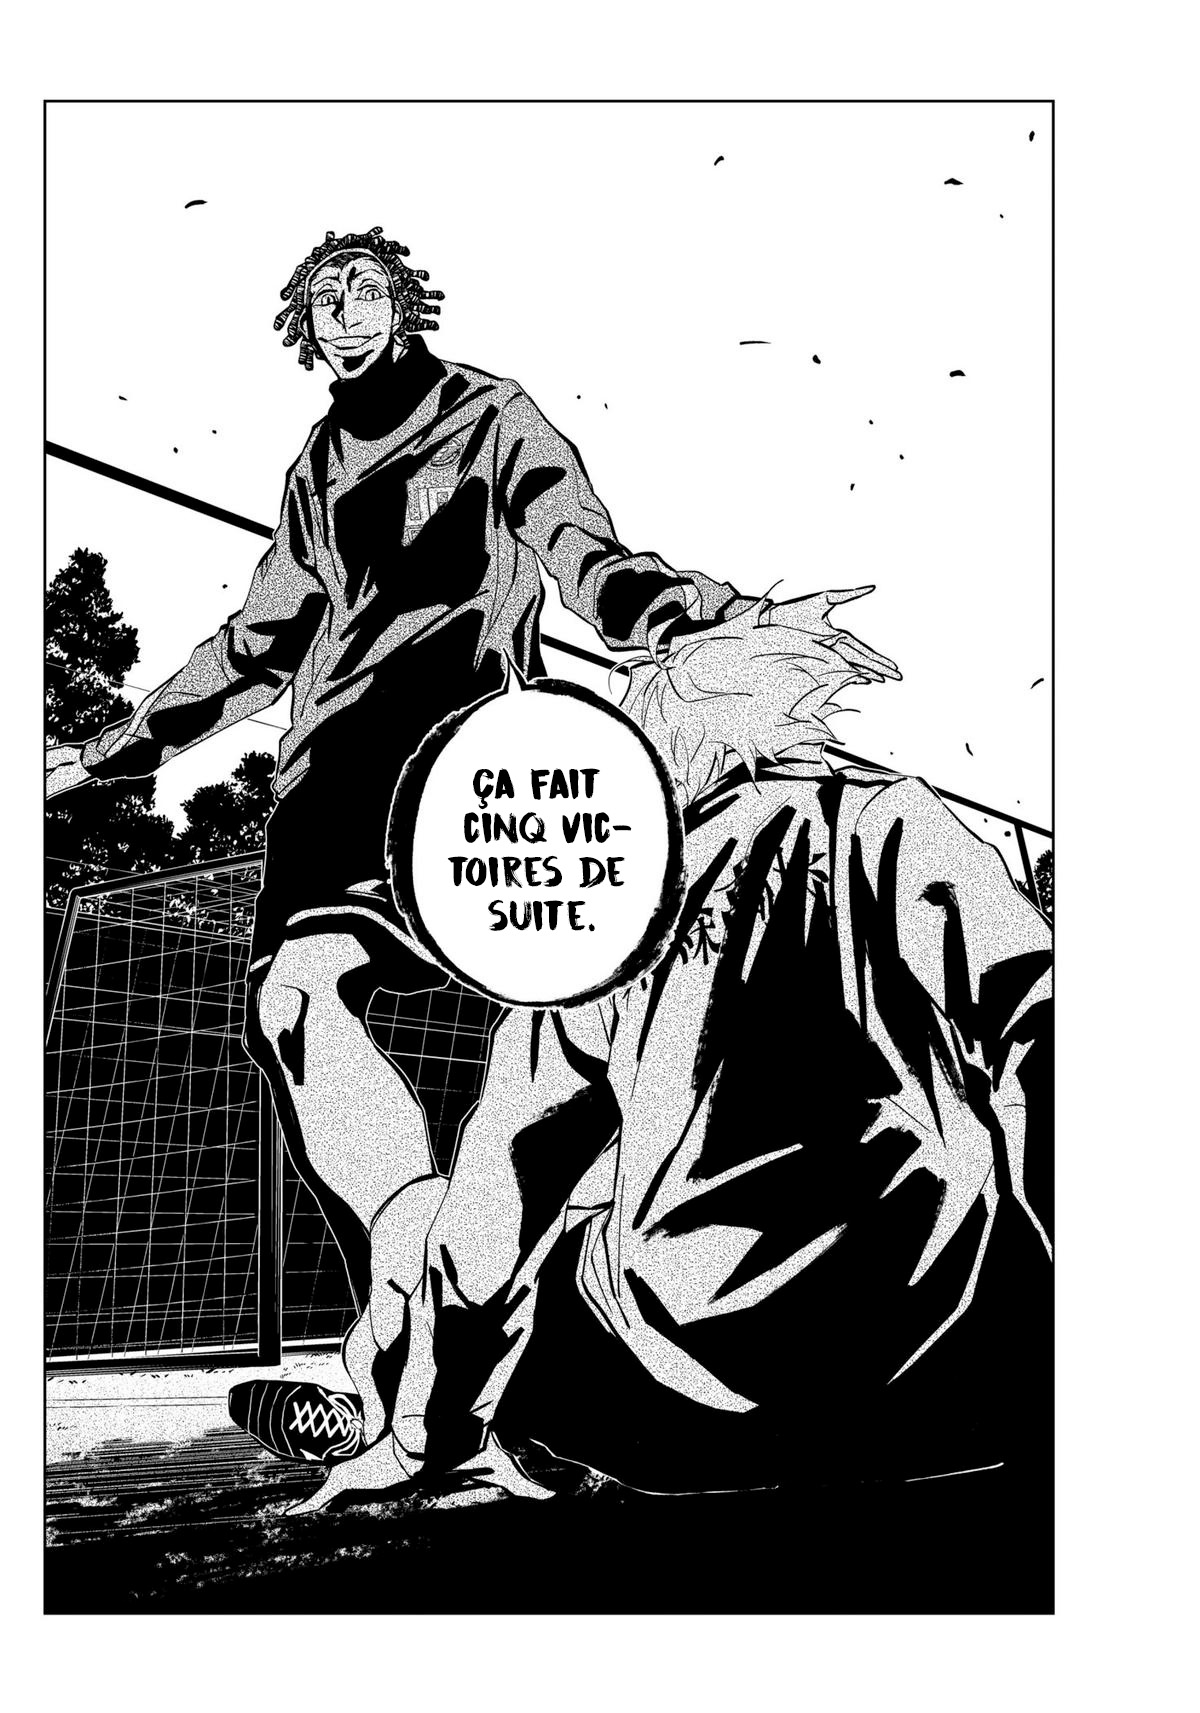 ÇA FAIT
CINQ VIC-
TOIRES DE
SUITE.